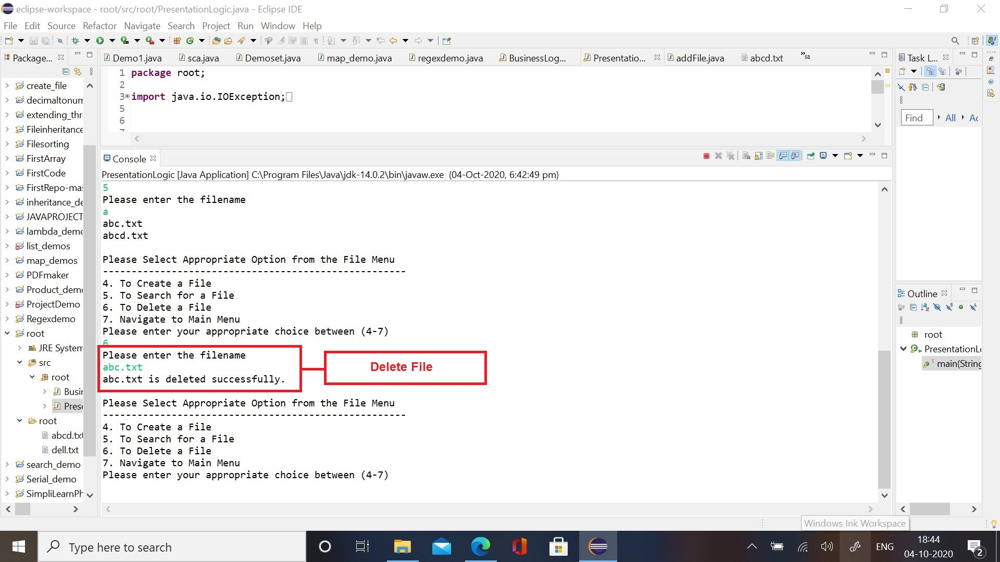 eclipse-workspace - root/src/root/PresentationLogic.java - Eclipse IDE
File Edit Source Refactor Navigate Search Project Run Window Help
Package...
Demo1.java sca.java Demoset.java map_demo.java regexdemo.java BusinessLog... Presentatio... addFile.java abcd.txt »58
Task L...
create_file
decimaltonum
extending_thr
Fileinheritance
Filesorting
FirstArray
FirstCode
FirstRepo-mas
inheritance_de
JAVAPROJECT
lambda_demo
list_demos
map_demos
PDFmaker
Product_demo
ProjectDemo
Regexdemo
root
JRE System
src
root
Busin
Prese
root
abcd.txt
dell.txt
search_demo
Serial_demo
SimpliLearnPh
1 package root;
2
3 import java.io.IOException;
5
6
7
Console
PresentationLogic [Java Application] C:\Program Files\Java\jdk-14.0.2\bin\javaw.exe (04-Oct-2020, 6:42:49 pm)
5
Please enter the filename
a
abc.txt
abcd.txt
Please Select Appropriate Option from the File Menu
-----------------------------------------------------
4. To Create a File
5. To Search for a File
6. To Delete a File
7. Navigate to Main Menu
Please enter your appropriate choice between (4-7)
6
Please enter the filename
abc.txt
abc.txt is deleted successfully.
Delete File
Please Select Appropriate Option from the File Menu
-----------------------------------------------------
4. To Create a File
5. To Search for a File
6. To Delete a File
7. Navigate to Main Menu
Please enter your appropriate choice between (4-7)
Find All Ac
Outline
root
PresentationLo
main(String
Windows Ink Workspace
Type here to search
ENG
18:44
04-10-2020
2